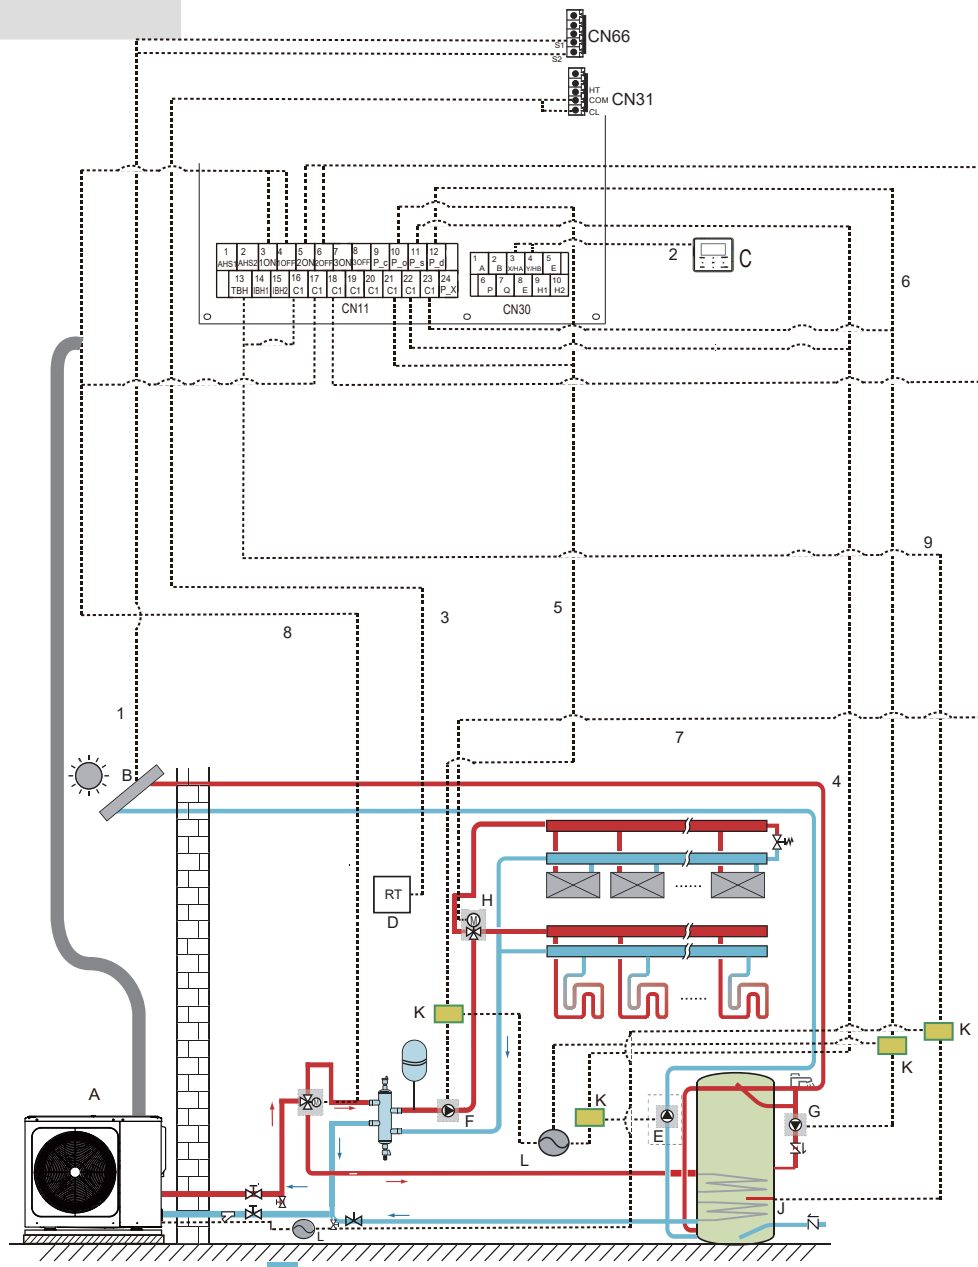 CN66
S1
S2
HT
COM CN31
CL
1 2 3 4 5 6 7 8 9 10 11 12
AHS1 AHS2 1ON 1OFF 2ON 2OFF 3ON 3OFF P_c P_o P_s P_d
13 14 15 16 17 18 19 20 21 22 23 24
TBH IBH1 IBH2 C1 C1 C1 C1 C1 C1 C1 C1 P_X
CN11
1 2 3 4 5
A B X/HA Y/HB E
6 7 8 9 10
P Q E H1 H2
CN30
2 C
6
9
5
3
8
1
7
4
B
RT
D
H
M
K
K
K
A
M
F
K
G
E
L
J
L